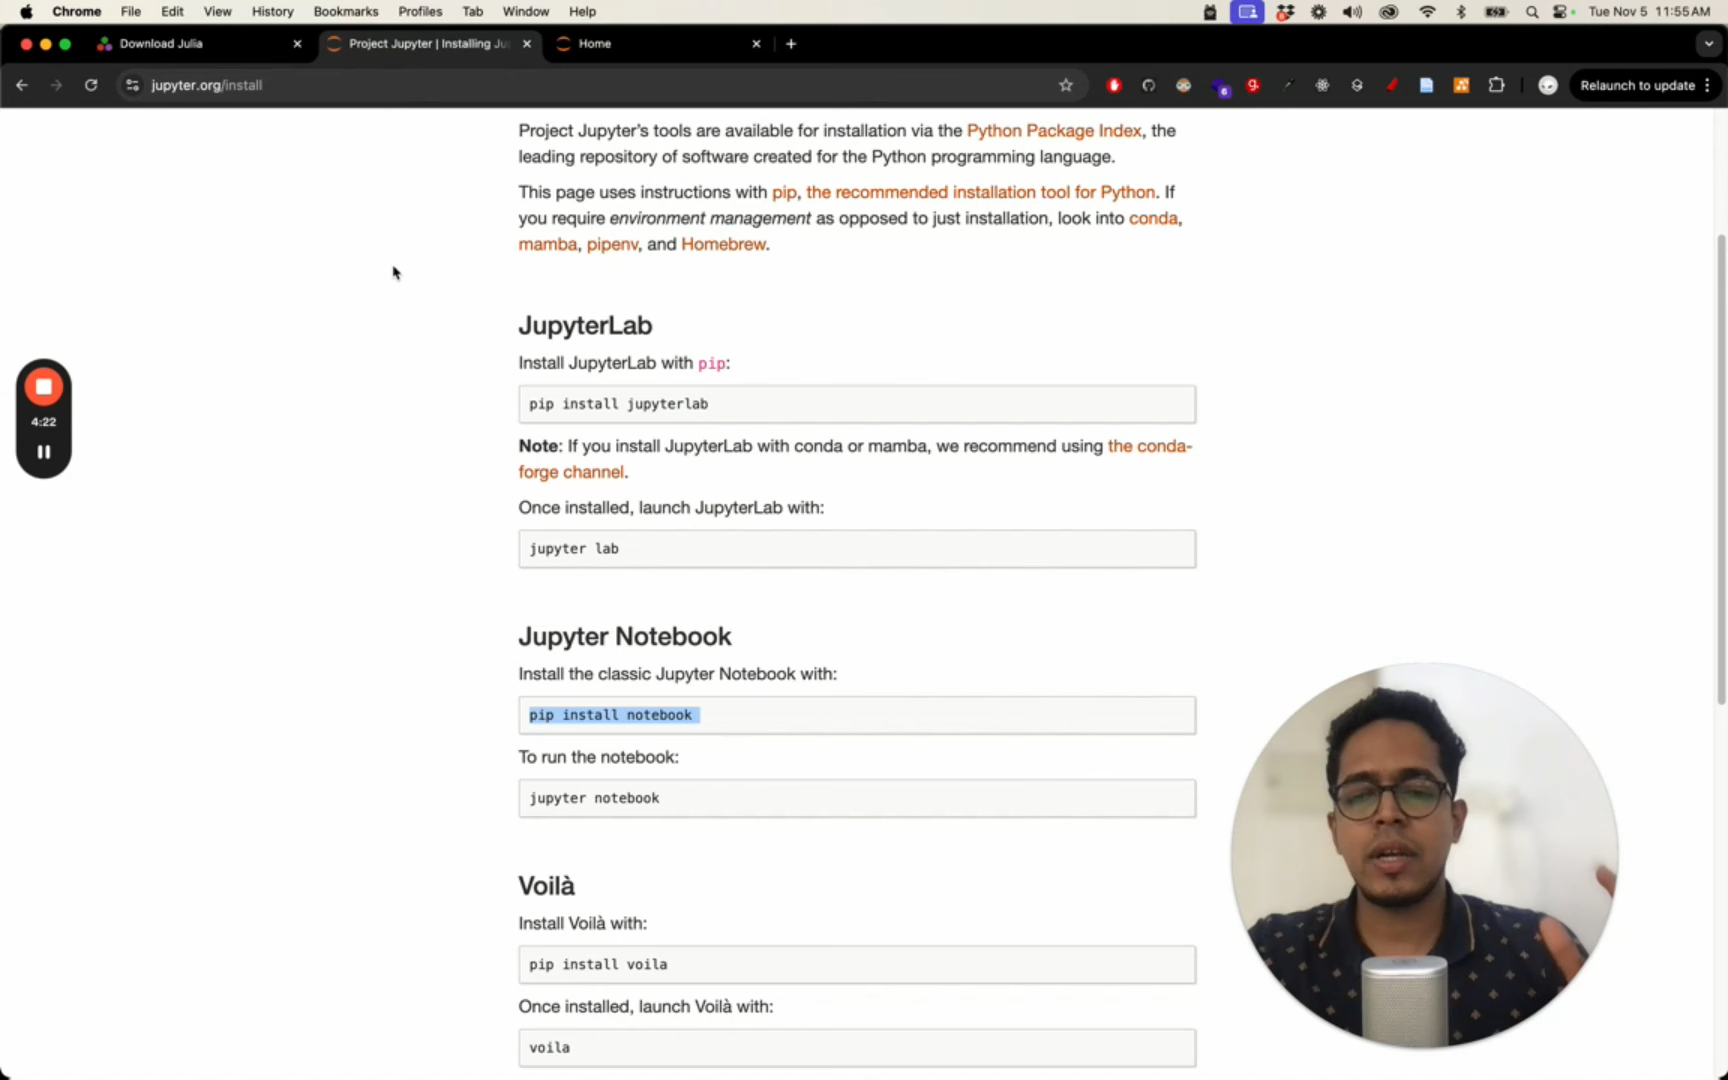 Chrome File Edit View History Bookmarks Profiles Tab Window Help Tue Nov 5 11:55 AM
Download Julia Project Jupyter | Installing Ju Home
jupyter.org/install 6 g Relaunch to update
Project Jupyter’s tools are available for installation via the Python Package Index, the
leading repository of software created for the Python programming language.
This page uses instructions with pip, the recommended installation tool for Python. If
you require environment management as opposed to just installation, look into conda,
mamba, pipenv, and Homebrew.
JupyterLab
Install JupyterLab with pip:
pip install jupyterlab
4:22
Note: If you install JupyterLab with conda or mamba, we recommend using the conda-
forge channel.
Once installed, launch JupyterLab with:
jupyter lab
Jupyter Notebook
Install the classic Jupyter Notebook with:
pip install notebook
To run the notebook:
jupyter notebook
Voilà
Install Voilà with:
pip install voila
Once installed, launch Voilà with:
voila